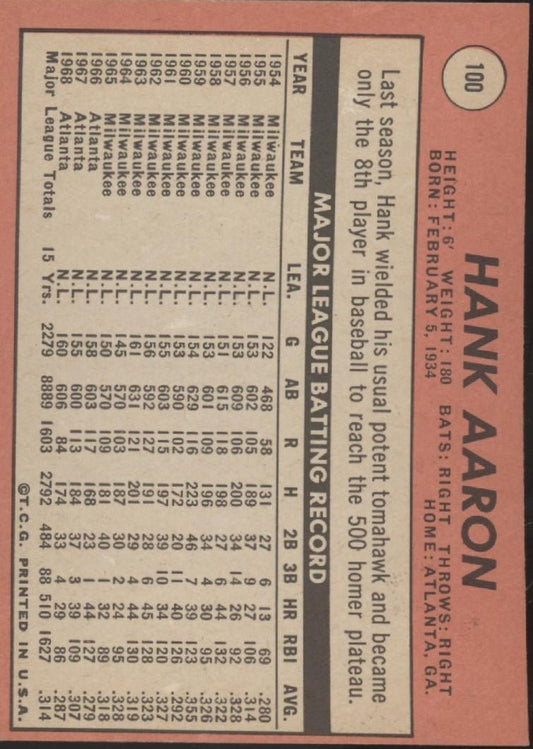 100
HANK AARON
HEIGHT: 6' WEIGHT: 180 BATS: RIGHT THROWS: RIGHT
BORN: FEBRUARY 5, 1934 HOME: ATLANTA, GA.
Last season, Hank wielded his usual potent tomahawk and became
only the 8th player in baseball to reach the 500 homer plateau.
MAJOR LEAGUE BATTING RECORD
YEAR TEAM LEA. G AB R H 2B 3B HR RBI AVG.
1954 Milwaukee N.L. 122 468 58 131 27 6 13 69 .280
1955 Milwaukee N.L. 153 602 105 189 37 9 27 106 .314
1956 Milwaukee N.L. 153 609 106 200 34 14 26 92 .328
1957 Milwaukee N.L. 151 615 118 198 27 6 44 132 .322
1958 Milwaukee N.L. 153 601 109 196 34 4 30 95 .326
1959 Milwaukee N.L. 154 629 116 223 46 7 39 123 .355
1960 Milwaukee N.L. 153 590 102 172 20 11 40 126 .292
1961 Milwaukee N.L. 155 603 115 197 39 10 34 120 .327
1962 Milwaukee N.L. 156 592 127 191 28 6 45 128 .323
1963 Milwaukee N.L. 161 631 121 201 29 4 44 130 .319
1964 Milwaukee N.L. 145 570 103 187 30 2 24 95 .328
1965 Milwaukee N.L. 150 570 109 181 40 1 32 89 .318
1966 Atlanta N.L. 158 603 117 168 23 1 44 127 .279
1967 Atlanta N.L. 155 600 113 184 37 3 39 109 .307
1968 Atlanta N.L. 160 606 84 174 33 4 29 86 .287
Major League Totals 15 Yrs. 2279 8889 1603 2792 484 88 510 1627 .314
©T.C.G. PRINTED IN U.S.A.